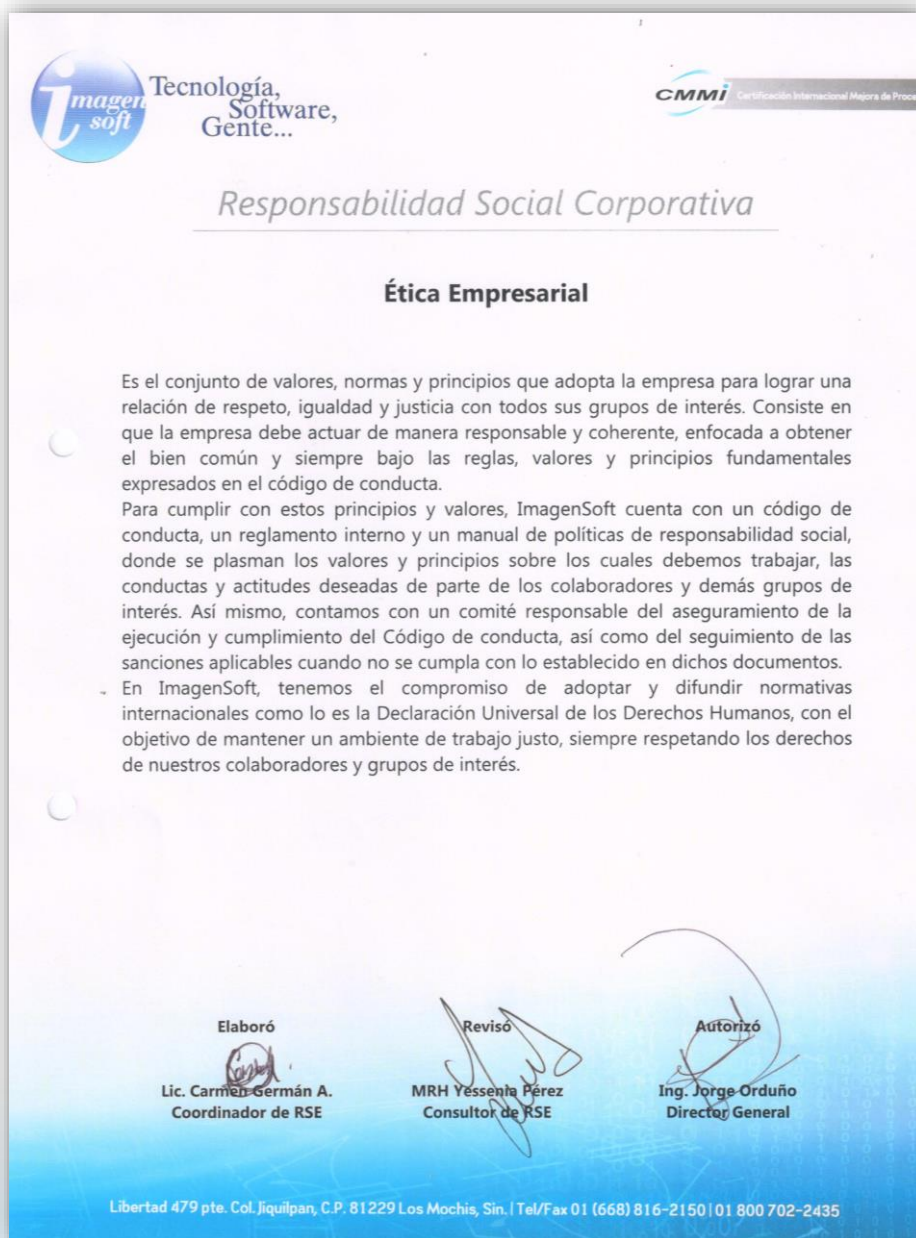 imagen
soft
Tecnología,
Software,
Gente...
CMMi Certificación Internacional Mejora de Proce
Responsabilidad Social Corporativa
Ética Empresarial
Es el conjunto de valores, normas y principios que adopta la empresa para lograr una
relación de respeto, igualdad y justicia con todos sus grupos de interés. Consiste en
que la empresa debe actuar de manera responsable y coherente, enfocada a obtener
el bien común y siempre bajo las reglas, valores y principios fundamentales
expresados en el código de conducta.
Para cumplir con estos principios y valores, ImagenSoft cuenta con un código de
conducta, un reglamento interno y un manual de políticas de responsabilidad social,
donde se plasman los valores y principios sobre los cuales debemos trabajar, las
conductas y actitudes deseadas de parte de los colaboradores y demás grupos de
interés. Así mismo, contamos con un comité responsable del aseguramiento de la
ejecución y cumplimiento del Código de conducta, así como del seguimiento de las
sanciones aplicables cuando no se cumpla con lo establecido en dichos documentos.
En ImagenSoft, tenemos el compromiso de adoptar y difundir normativas
internacionales como lo es la Declaración Universal de los Derechos Humanos, con el
objetivo de mantener un ambiente de trabajo justo, siempre respetando los derechos
de nuestros colaboradores y grupos de interés.
Elaboró Revisó Autorizó
Lic. Carmen Germán A. MRH Yessenia Pérez Ing. Jorge Orduño
Coordinador de RSE Consultor de RSE Director General
Libertad 479 pte. Col. Jiquilpan, C.P. 81229 Los Mochis, Sin. | Tel/Fax 01 (668) 816-2150 | 01 800 702-2435